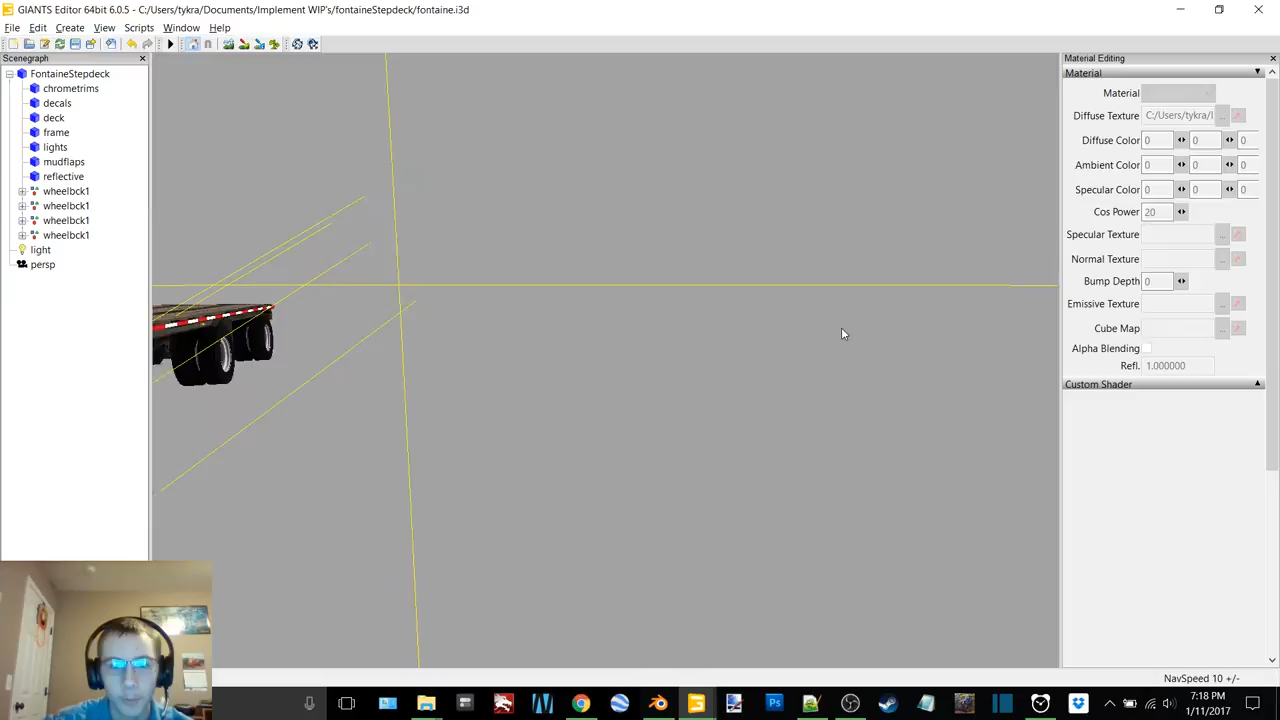 GIANTS Editor 64bit 6.0.5 - C:/Users/tykra/Documents/Implement WIP's/fontaineStepdeck/fontaine.i3d
File Edit Create View Scripts Window Help
Scenegraph
FontaineStepdeck
chrometrims
decals
deck
frame
lights
mudflaps
reflective
wheelbck1
wheelbck1
wheelbck1
wheelbck1
light
persp
Material Editing
Material
Material
Diffuse Texture C:/Users/tykra/I ...
Diffuse Color 0 0 0
Ambient Color 0 0 0
Specular Color 0 0 0
Cos Power 20
Specular Texture ...
Normal Texture ...
Bump Depth 0
Emissive Texture ...
Cube Map ...
Alpha Blending
Refl. 1.000000
Custom Shader
NavSpeed 10 +/-
7:18 PM
1/11/2017